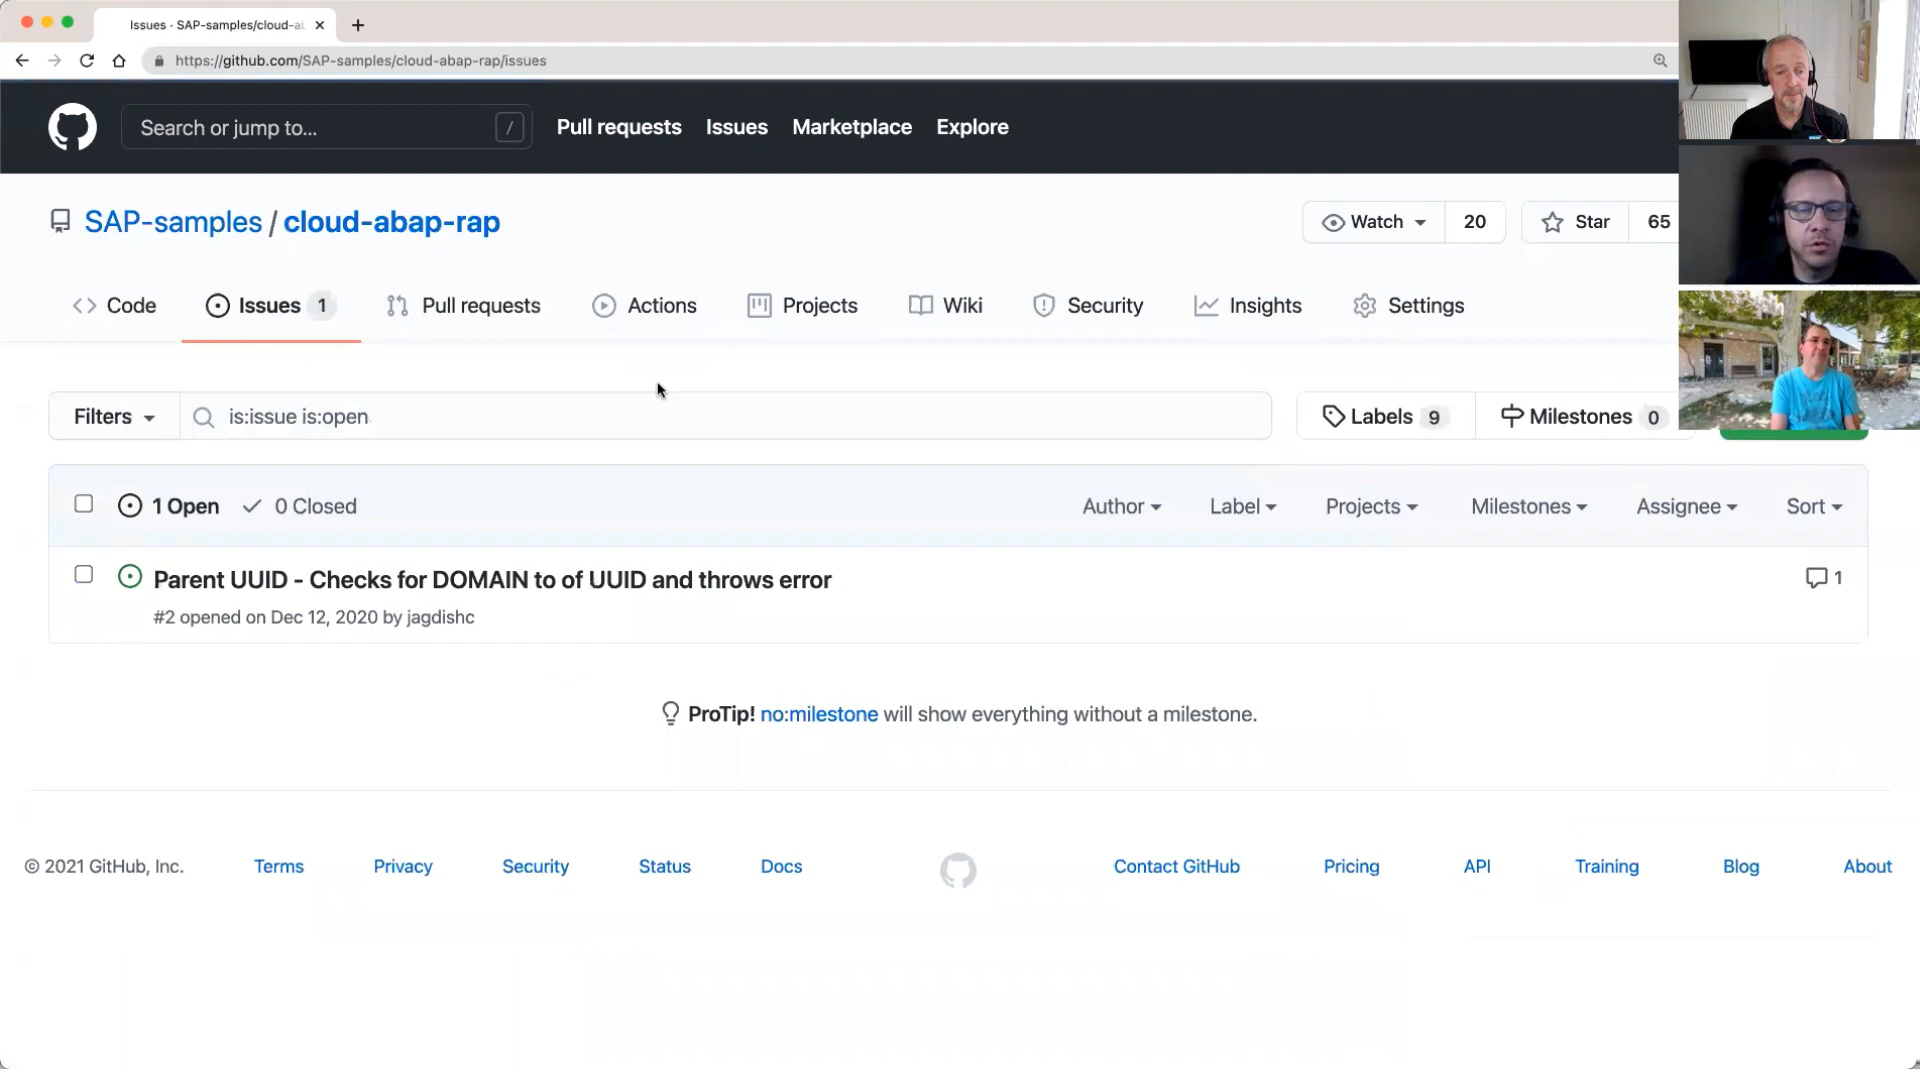 Issues · SAP-samples/cloud-ab
https://github.com/SAP-samples/cloud-abap-rap/issues
Search or jump to... /
Pull requests Issues Marketplace Explore
SAP-samples / cloud-abap-rap
Watch 20 Star 65
Code Issues 1 Pull requests Actions Projects Wiki Security Insights Settings
Filters is:issue is:open Labels 9 Milestones 0
1 Open 0 Closed Author Label Projects Milestones Assignee Sort
Parent UUID - Checks for DOMAIN to of UUID and throws error 1
#2 opened on Dec 12, 2020 by jagdishc
ProTip! no:milestone will show everything without a milestone.
© 2021 GitHub, Inc. Terms Privacy Security Status Docs Contact GitHub Pricing API Training Blog About